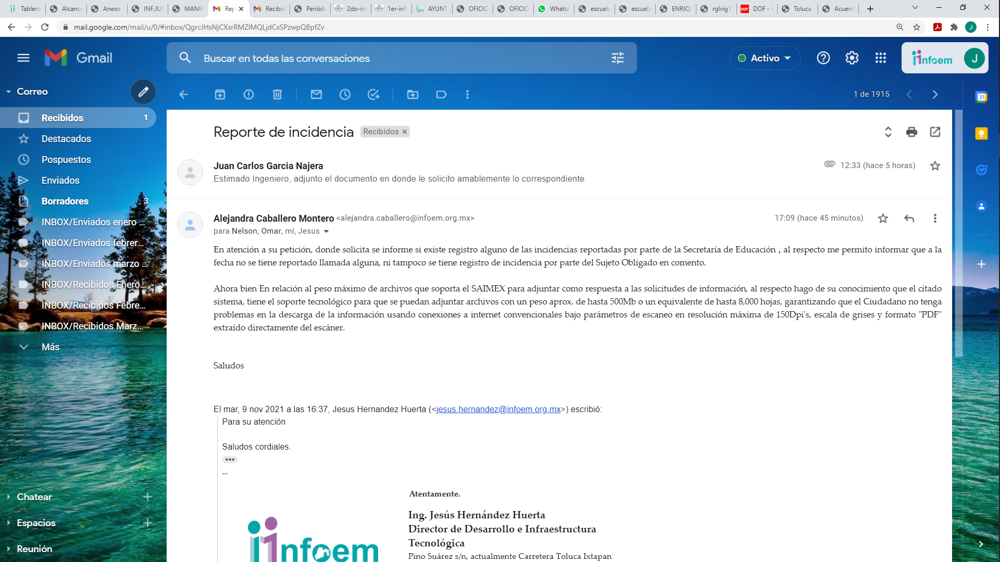 Tablero
Alcance
Anexo
INFJUS
MANIF
Rep
Recibid
Periódi
2do-in
1er-inf
AYUNT
OFICIO
OFICIO
WhatsA
escuela
escuela
ENRIQU
rglvig1
DOF - 
Toluca
Acuerd
mail.google.com/mail/u/0/#inbox/QgrcJHsNjCXsrRMZIMQLjdCxSPzwpQBpfZv
J
Gmail
Buscar en todas las conversaciones
Activo
infoem
J
Correo
1 de 1915
31
Recibidos 1
Destacados
Pospuestos
Enviados
Borradores 3
INBOX/Enviados enero ...
INBOX/Enviados febrer...
INBOX/Enviados marzo ...
INBOX/Recibidos Enero...
INBOX/Recibidos Febre...
INBOX/Recibidos Marz...
Más
Chatear
Espacios
Reunión
Reporte de incidencia Recibidos
Juan Carlos Garcia Najera 12:33 (hace 5 horas)
Estimado Ingeniero, adjunto el documento en donde le solicito amablemente lo correspondiente.
Alejandra Caballero Montero <alejandra.caballero@infoem.org.mx> 17:09 (hace 45 minutos)
para Nelson, Omar, mí, Jesus
En atención a su petición, donde solicita se informe si existe registro alguno de las incidencias reportadas por parte de la Secretaría de Educación , al respecto me permito informar que a la
fecha no se tiene reportado llamada alguna, ni tampoco se tiene registro de incidencia por parte del Sujeto Obligado en comento.
Ahora bien En relación al peso máximo de archivos que soporta el SAIMEX para adjuntar como respuesta a las solicitudes de información, al respecto hago de su conocimiento que el citado
sistema, tiene el soporte tecnológico para que se puedan adjuntar archivos con un peso aprox. de hasta 500Mb o un equivalente de hasta 8,000 hojas, garantizando que el Ciudadano no tenga
problemas en la descarga de la información usando conexiones a internet convencionales bajo parámetros de escaneo en resolución máxima de 150Dpi's, escala de grises y formato "PDF"
extraído directamente del escáner.
Saludos
El mar, 9 nov 2021 a las 16:37, Jesus Hernandez Huerta (<jesus.hernandez@infoem.org.mx>) escribió:
Para su atención
Saludos cordiales.
--
Atentamente.
Ing. Jesús Hernández Huerta
Director de Desarrollo e Infraestructura
Tecnológica
Pino Suárez s/n, actualmente Carretera Toluca Ixtapan
infoem